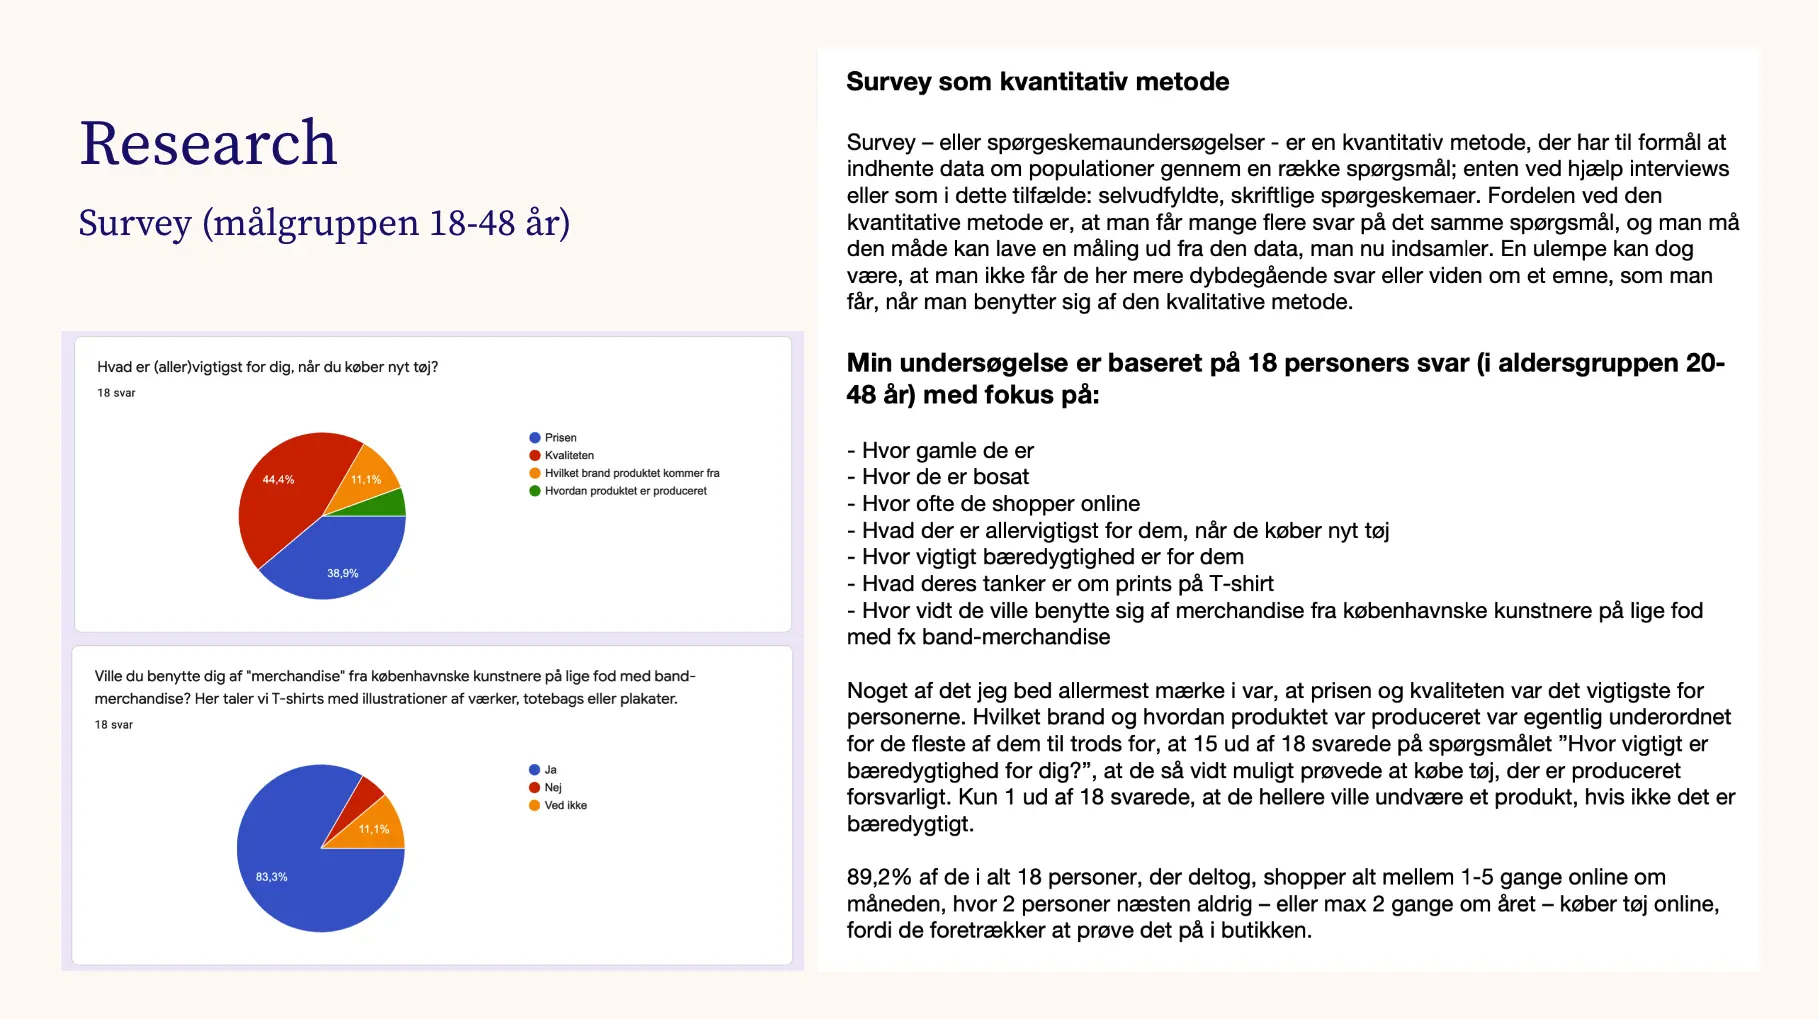 Research
Survey (målgruppen 18-48 år)
Hvad er (aller)vigtigst for dig, når du køber nyt tøj?
18 svar
Prisen
Kvaliteten
Hvilket brand produktet kommer fra
Hvordan produktet er produceret
44,4%
11,1%
38,9%
Ville du benytte dig af "merchandise" fra københavnske kunstnere på lige fod med band-
merchandise? Her taler vi T-shirts med illustrationer af værker, totebags eller plakater.
18 svar
Ja
Nej
Ved ikke
11,1%
83,3%
Survey som kvantitativ metode
Survey – eller spørgeskemaundersøgelser - er en kvantitativ metode, der har til formål at
indhente data om populationer gennem en række spørgsmål; enten ved hjælp interviews
eller som i dette tilfælde: selvudfyldte, skriftlige spørgeskemaer. Fordelen ved den
kvantitative metode er, at man får mange flere svar på det samme spørgsmål, og man må
den måde kan lave en måling ud fra den data, man nu indsamler. En ulempe kan dog
være, at man ikke får de her mere dybdegående svar eller viden om et emne, som man
får, når man benytter sig af den kvalitative metode.
Min undersøgelse er baseret på 18 personers svar (i aldersgruppen 20-
48 år) med fokus på:
- Hvor gamle de er
- Hvor de er bosat
- Hvor ofte de shopper online
- Hvad der er allervigtigst for dem, når de køber nyt tøj
- Hvor vigtigt bæredygtighed er for dem
- Hvad deres tanker er om prints på T-shirt
- Hvor vidt de ville benytte sig af merchandise fra københavnske kunstnere på lige fod
med fx band-merchandise
Noget af det jeg bed allermest mærke i var, at prisen og kvaliteten var det vigtigste for
personerne. Hvilket brand og hvordan produktet var produceret var egentlig underordnet
for de fleste af dem til trods for, at 15 ud af 18 svarede på spørgsmålet ”Hvor vigtigt er
bæredygtighed for dig?”, at de så vidt muligt prøvede at købe tøj, der er produceret
forsvarligt. Kun 1 ud af 18 svarede, at de hellere ville undvære et produkt, hvis ikke det er
bæredygtigt.
89,2% af de i alt 18 personer, der deltog, shopper alt mellem 1-5 gange online om
måneden, hvor 2 personer næsten aldrig – eller max 2 gange om året – køber tøj online,
fordi de foretrækker at prøve det på i butikken.